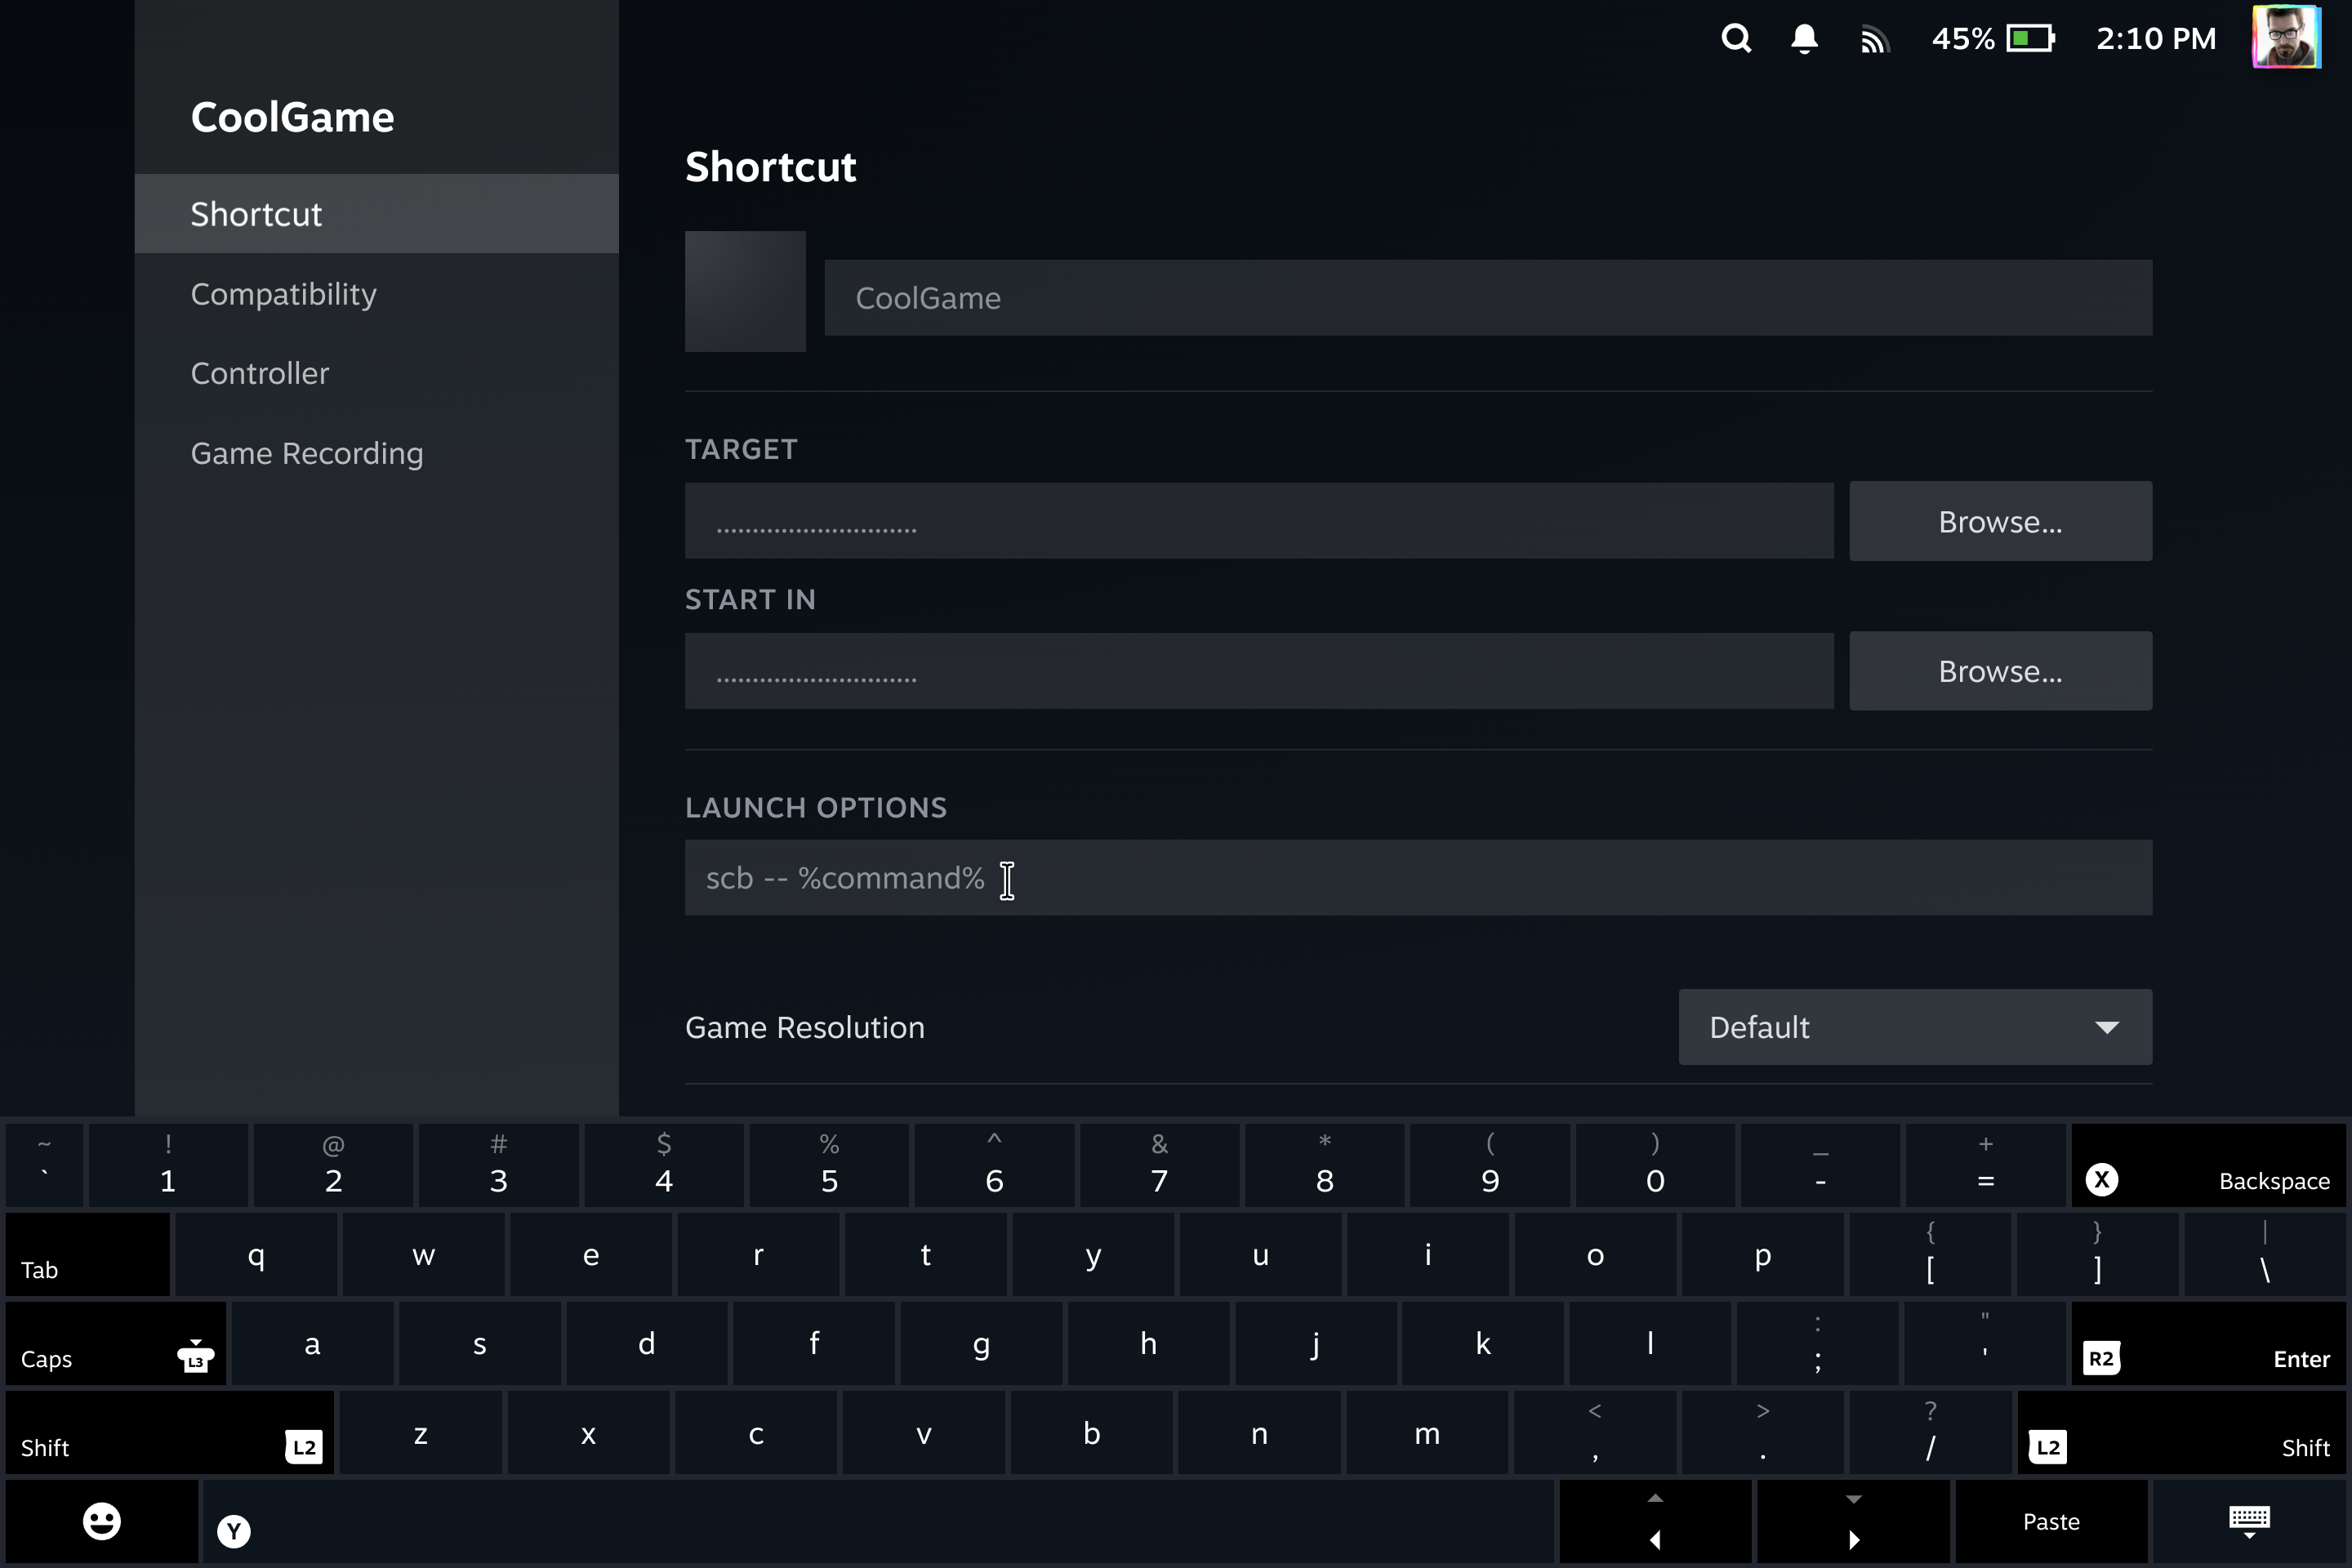 45% 2:10 PM
CoolGame
Shortcut
Compatibility
Controller
Game Recording
Shortcut
CoolGame
TARGET
............................ Browse...
START IN
............................ Browse...
LAUNCH OPTIONS
scb -- %command%
Game Resolution Default
~ ! @ # $ % ^ & * ( ) _ +
` 1 2 3 4 5 6 7 8 9 0 - = X Backspace
{ } |
Tab q w e r t y u i o p [ ] \
: "
Caps L3 a s d f g h j k l ; ' R2 Enter
< > ?
Shift L2 z x c v b n m , . / L2 Shift
Y Paste